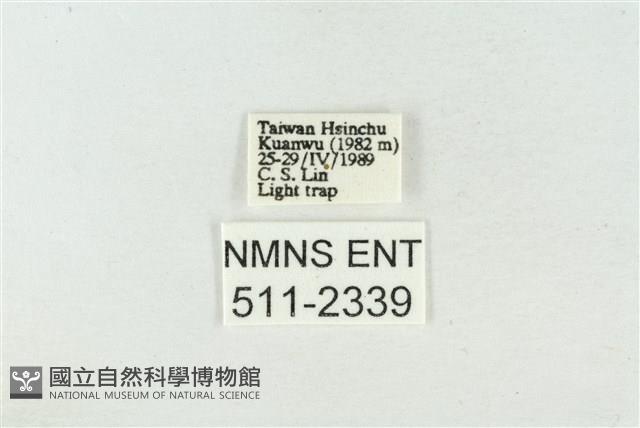 Taiwan Hsinchu
Kuanwu (1982 m)
25-29/IV/1989
C. S. Lin
Light trap
NMNS ENT
511-2339
國立自然科學博物館
NATIONAL MUSEUM OF NATURAL SCIENCE